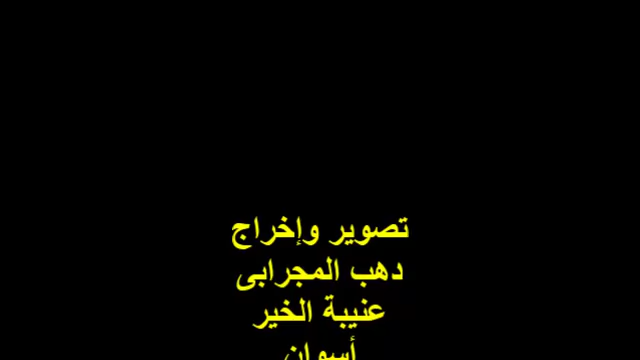 تصوير وإخراج
دهب المجرابى
عنيبة الخير
أسوان